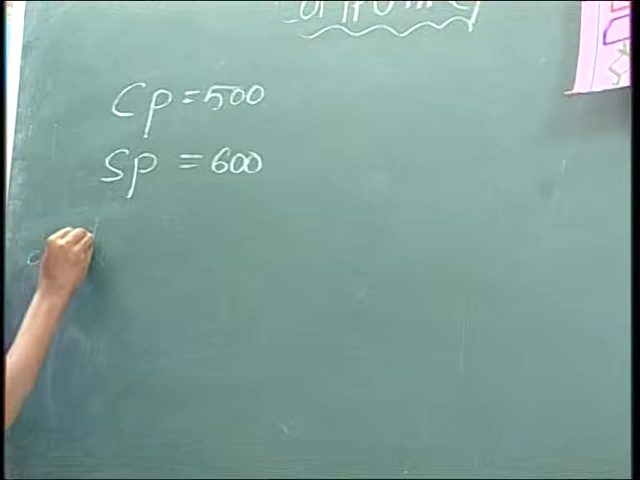 Cp = 500
Sp = 600